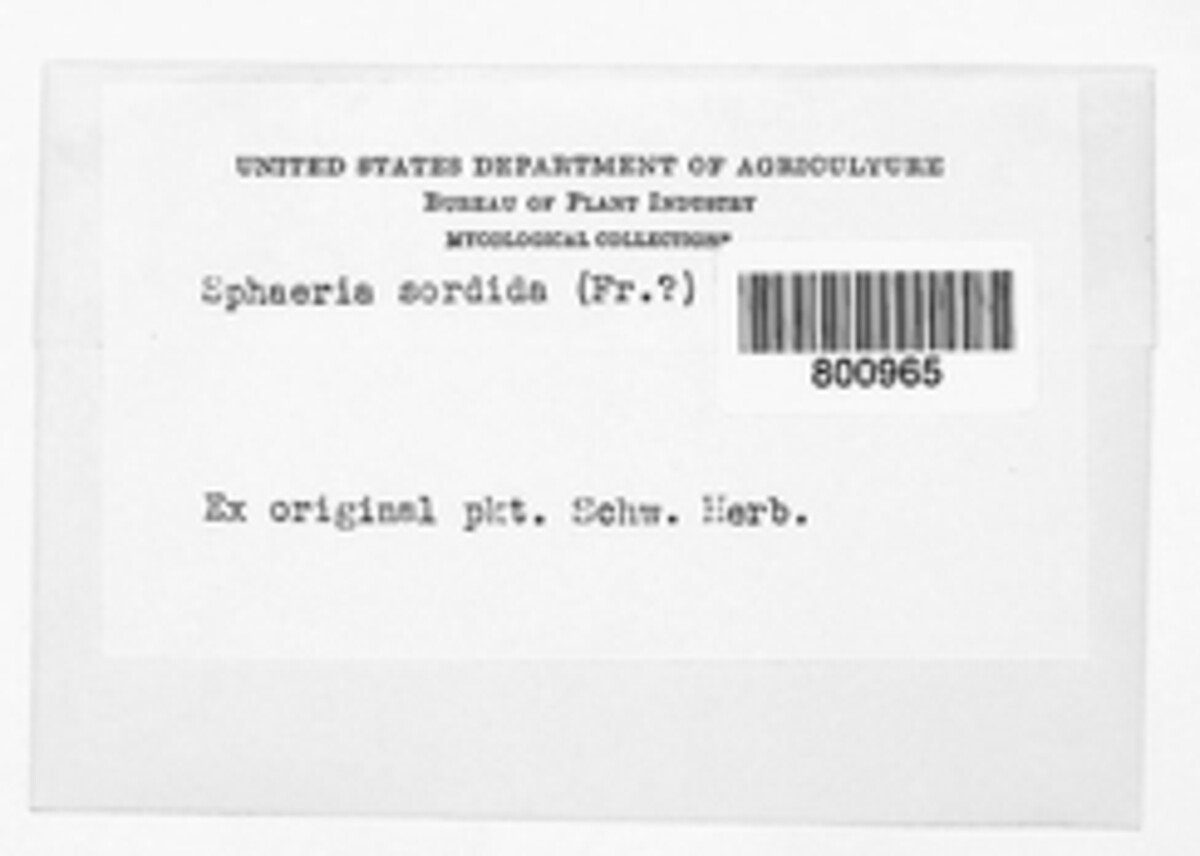 UNITED STATES DEPARTMENT OF AGRICULTURE
BUREAU OF PLANT INDUSTRY
MYCOLOGICAL COLLECTIONS
Sphaeria sordida (Fr.?)
800965
Ex original pkt. Schw. Herb.